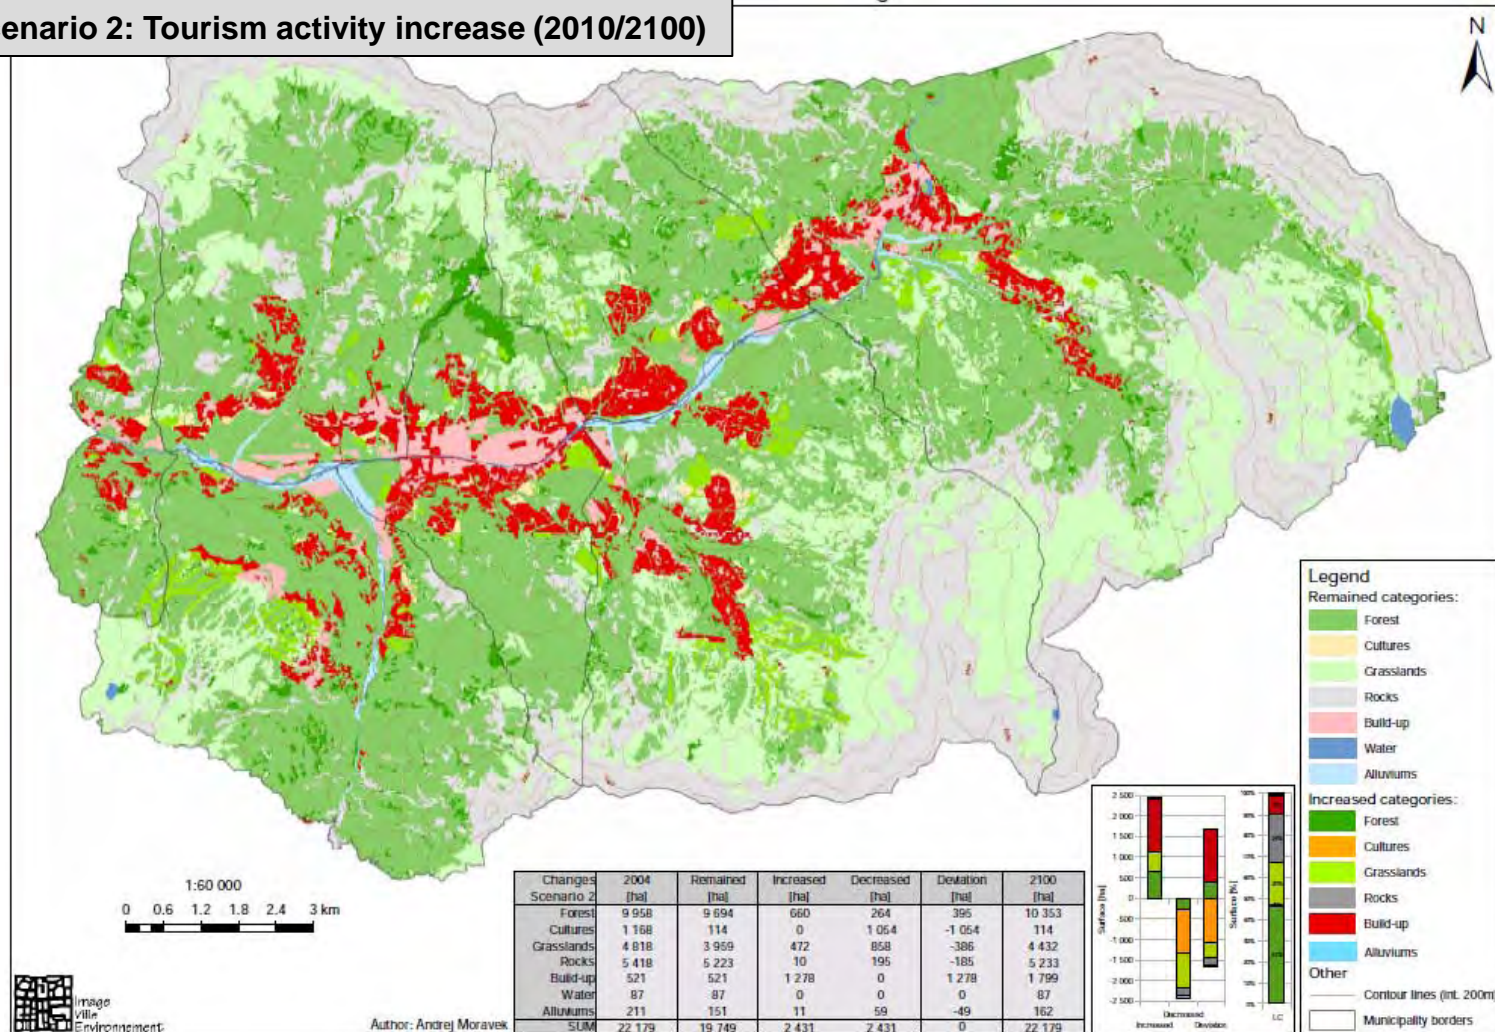 enario 2: Tourism activity increase (2010/2100)
N
Legend
Remained categories:
Forest
Cultures
Grasslands
Rocks
Build-up
Water
Alluviums
Increased categories:
Forest
Cultures
Grasslands
Rocks
Build-up
Alluviums
Other
Contour lines (int. 200m)
Municipality borders
1:60 000
0 0.6 1.2 1.8 2.4 3 km
Image
Ville
Environnement
Author: Andrej Moravek
Changes 2004 Remained Increased Decreased Deviation 2100
Scenario 2 [ha] [ha] [ha] [ha] [ha] [ha]
Forest 9 958 9 694 660 264 395 10 353
Cultures 1 168 114 0 1 054 -1 054 114
Grasslands 4 818 3 959 472 858 -386 4 432
Rocks 5 418 5 223 10 195 -185 5 233
Build-up 521 521 1 278 0 1 278 1 799
Water 87 87 0 0 0 87
Alluviums 211 151 11 59 -49 162
SUM 22 179 19 749 2 431 2 431 0 22 179
Surface [ha]
2 500
2 000
1 500
1 000
500
0
-500
-1 000
-1 500
-2 000
-2 500
Increased Decreased Deviation
Surface [%]
100%
LC